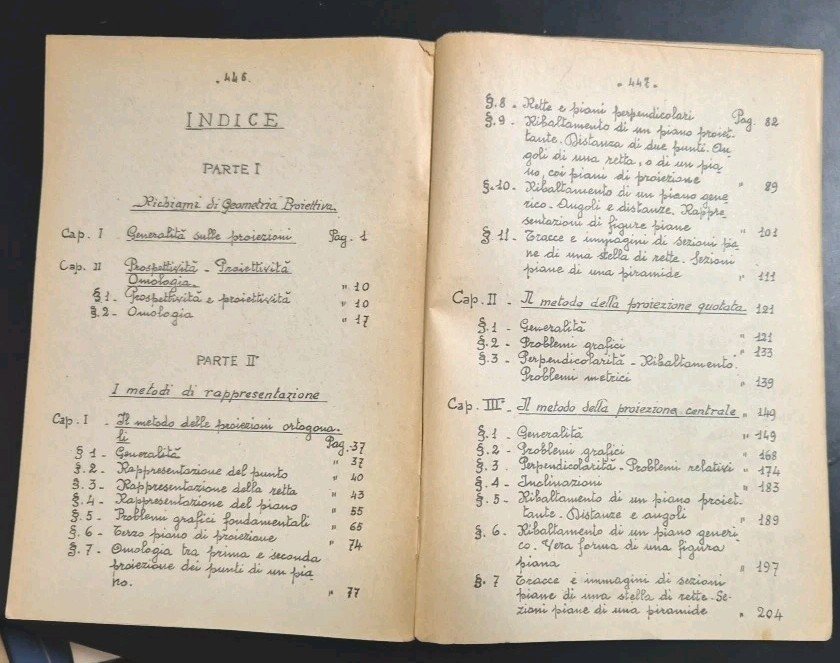 . 446.
INDICE
PARTE I
Richiami di Geometria Proiettiva.
Cap. I Generalità sulle proiezioni Pag. 1
Cap. II Prospettività - Proiettività
Omologia. " 10
§ 1 - Prospettività e proiettività " 10
§. 2 - Omologia " 17
PARTE II
I metodi di rappresentazione
Cap. I - Il metodo delle proiezioni ortogona-
li Pag. 37
§ 1 - Generalità " 37
§. 2 - Rappresentazione del punto " 40
§. 3 - Rappresentazione della retta " 43
§. 4 - Rappresentazione del piano " 55
§. 5 - Problemi grafici fondamentali " 65
§. 6 - Terzo piano di proiezione " 74
§. 7 - Omologia tra prima e seconda
proiezione dei punti di un pia
no. " 77
- 447 -
§. 8 - Rette e piani perpendicolari Pag. 82
§. 9 - Ribaltamento di un piano proiet-
tante. Distanza di due punti. An
goli di una retta, o di un pia
no, coi piani di proiezione " 89
§. 10 - Ribaltamento di un piano gene
rico - Angoli e distanze. Rappre
sentazioni di figure piane " 101
§ 11 - Tracce e immagini di sezioni pia
ne di una stella di rette. Sezioni
piane di una piramide " 111
Cap. II - Il metodo della proiezione quotata. 121
§. 1 - Generalità " 121
§. 2 - Problemi grafici " 133
§. 3 - Perpendicolarità - Ribaltamento.
Problemi metrici " 139
Cap. III - Il metodo della proiezione centrale " 149
§. 1 - Generalità " 149
§. 2 - Problemi grafici " 168
§. 3 - Perpendicolarità - Problemi relativi " 174
§. 4 - Inclinazioni " 183
§. 5 - Ribaltamento di un piano proiet-
tante. Distanze e angoli " 189
§. 6 - Ribaltamento di un piano generi
co - Vera forma di una figura
piana " 197
§. 7 Tracce e immagini di sezioni
piane di una stella di rette - Se-
zioni piane di una piramide " 204